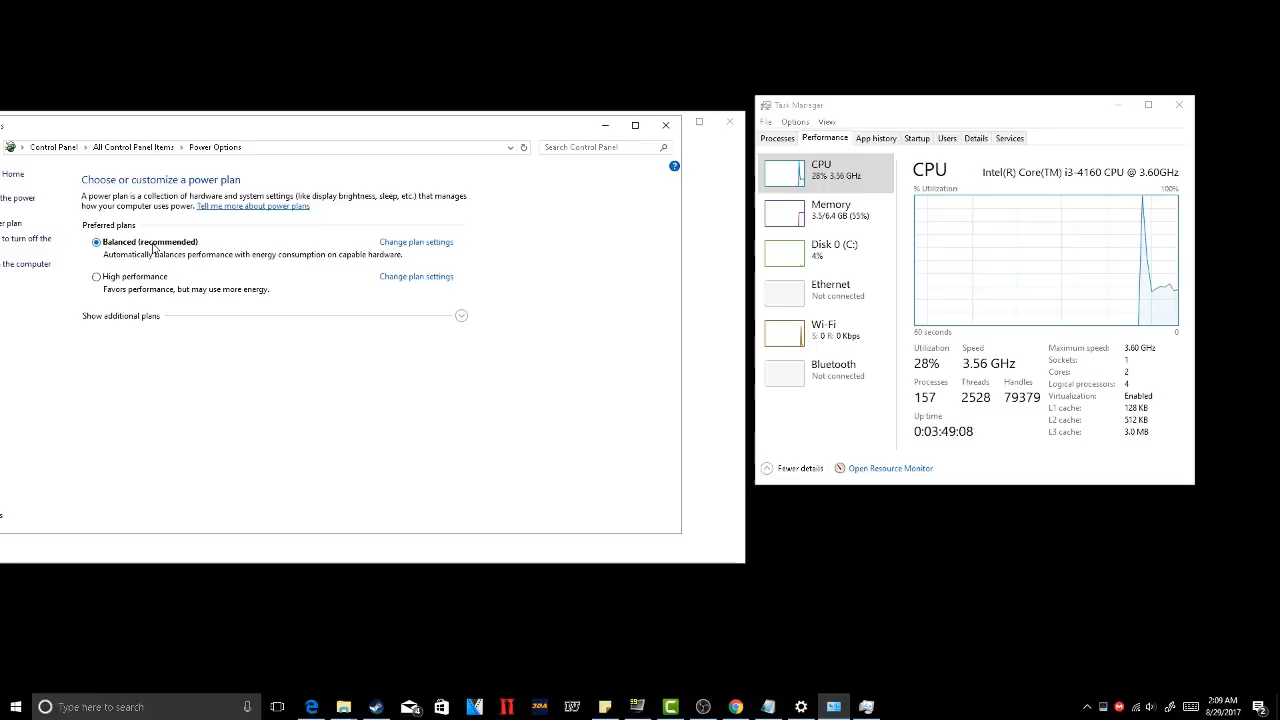 s
Control Panel > All Control Panel Items > Power Options
Search Control Panel
Home
the power
er plan
to turn off the
s the computer
s
Choose or customize a power plan
A power plan is a collection of hardware and system settings (like display brightness, sleep, etc.) that manages
how your computer uses power. Tell me more about power plans
Preferred plans
Balanced (recommended)
Change plan settings
Automatically balances performance with energy consumption on capable hardware.
High performance
Change plan settings
Favors performance, but may use more energy.
Show additional plans
Task Manager
File Options View
Processes Performance App history Startup Users Details Services
CPU
28% 3.56 GHz
Memory
3.5/6.4 GB (55%)
Disk 0 (C:)
4%
Ethernet
Not connected
Wi-Fi
S: 0 R: 0 Kbps
Bluetooth
Not connected
CPU
Intel(R) Core(TM) i3-4160 CPU @ 3.60GHz
% Utilization 100%
60 seconds 0
Utilization Speed
28% 3.56 GHz
Processes Threads Handles
157 2528 79379
Up time
0:03:49:08
Maximum speed: 3.60 GHz
Sockets: 1
Cores: 2
Logical processors: 4
Virtualization: Enabled
L1 cache: 128 KB
L2 cache: 512 KB
L3 cache: 3.0 MB
Fewer details
Open Resource Monitor
Type here to search
3DA
2:09 AM
8/29/2017